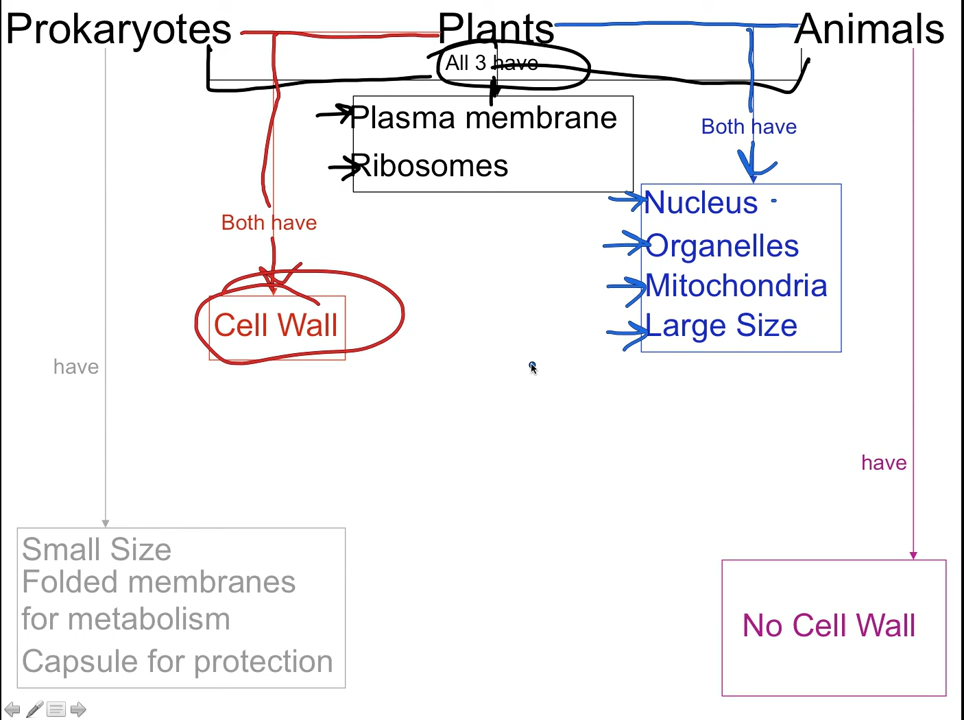 Prokaryotes
Plants
Animals
All 3 have
Plasma membrane
Ribosomes
Both have
Nucleus
Organelles
Mitochondria
Large Size
Both have
Cell Wall
have
Small Size
Folded membranes
for metabolism
Capsule for protection
have
No Cell Wall